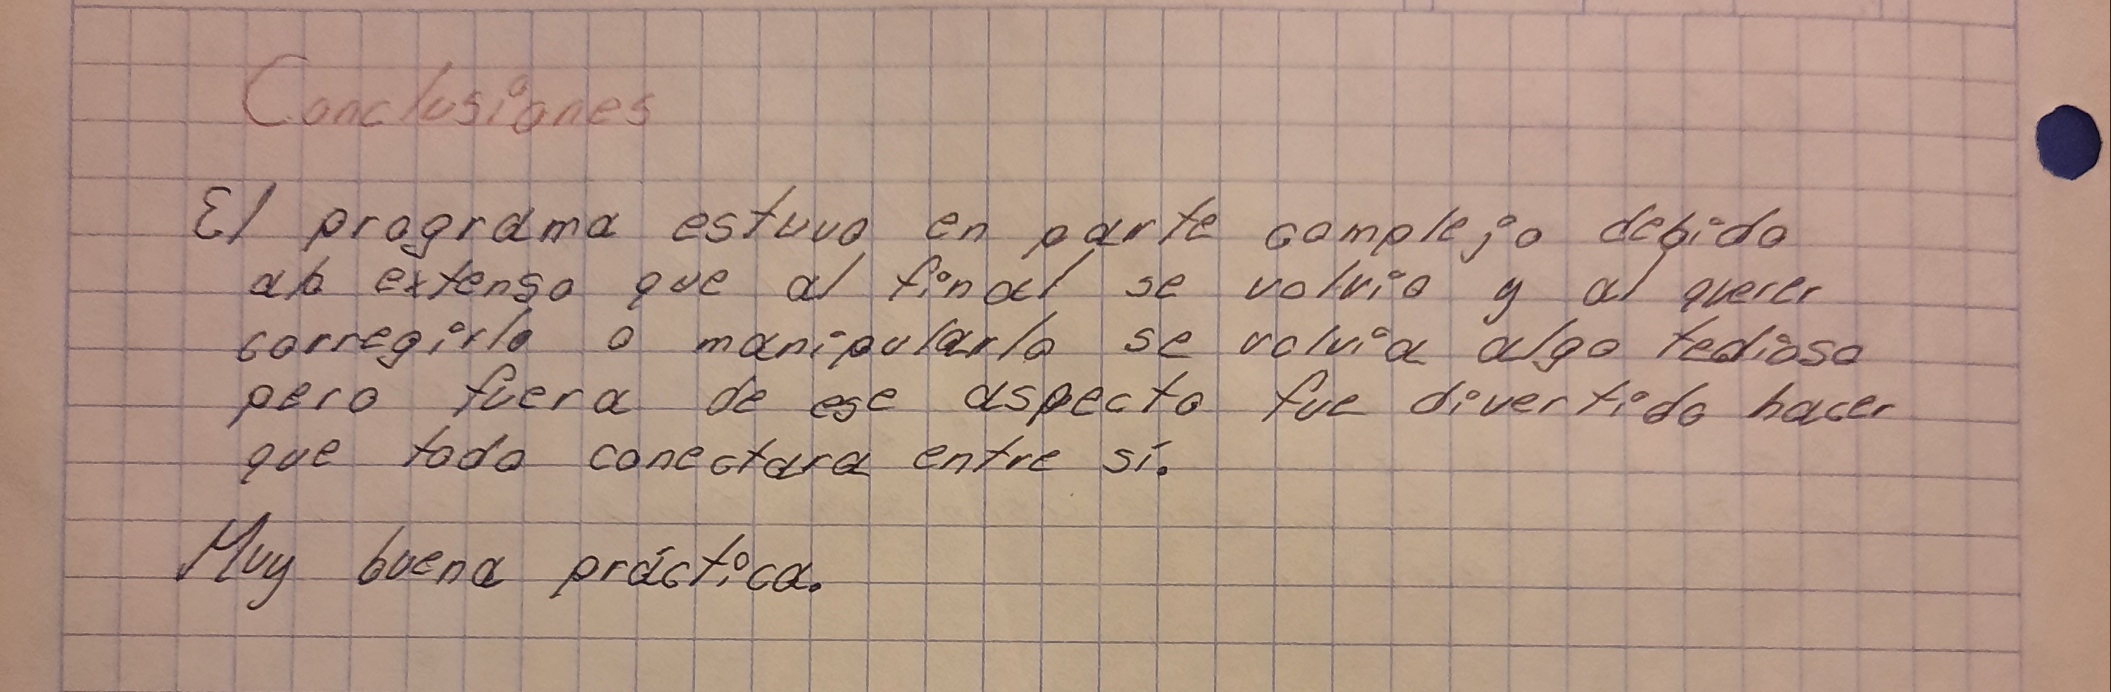 Conclusiones
El programa estuvo en parte complejo debido
a lo extenso que al final se volvio y al querer
corregirlo o manipularlo se volvia algo tedioso
pero fuera de ese aspecto fue divertido hacer
que todo conectara entre sí.
Muy buena práctica.